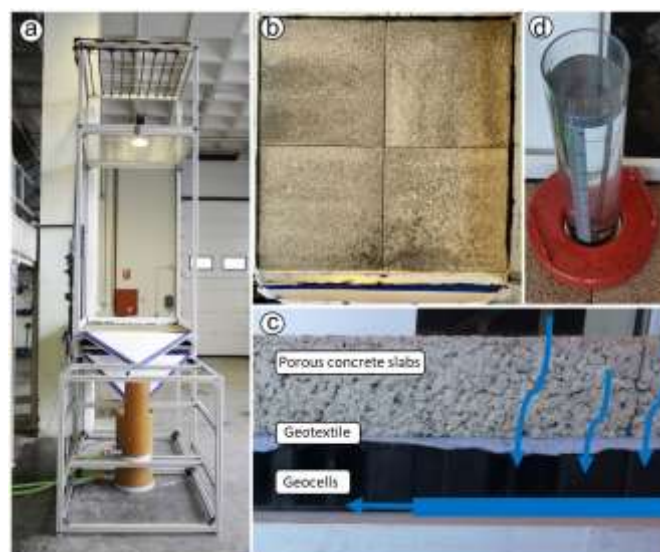 a
b
d
c
Porous concrete slabs
Geotextile
Geocells